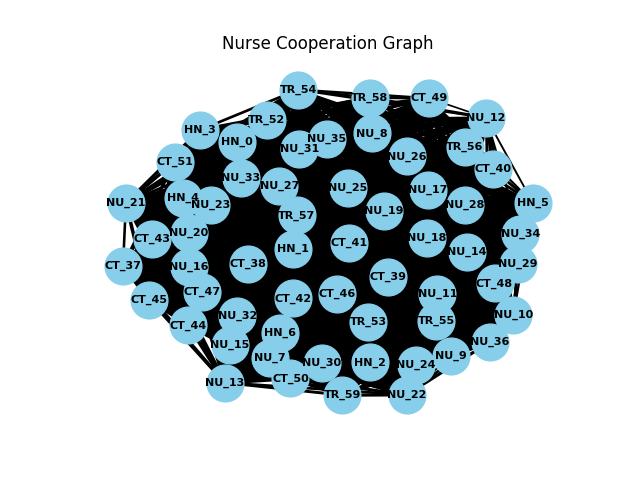 Nurse Cooperation Graph
TR_54
TR_58
CT_49
NU_12
TR_52
HN_3
HN_0
NU_35
NU_8
NU_31
TR_56
NU_26
CT_51
CT_40
NU_33
NU_27
NU_25
NU_17
HN_4
NU_21
NU_23
NU_28
HN_5
NU_19
TR_57
NU_20
NU_34
CT_43
NU_18
CT_41
HN_1
NU_14
CT_38
NU_29
CT_37
NU_16
CT_39
CT_48
CT_47
NU_11
CT_46
CT_42
CT_45
NU_32
NU_10
TR_53
TR_55
CT_44
HN_6
NU_36
NU_15
NU_9
NU_7
NU_30
HN_2
NU_24
CT_50
NU_13
TR_59
NU_22